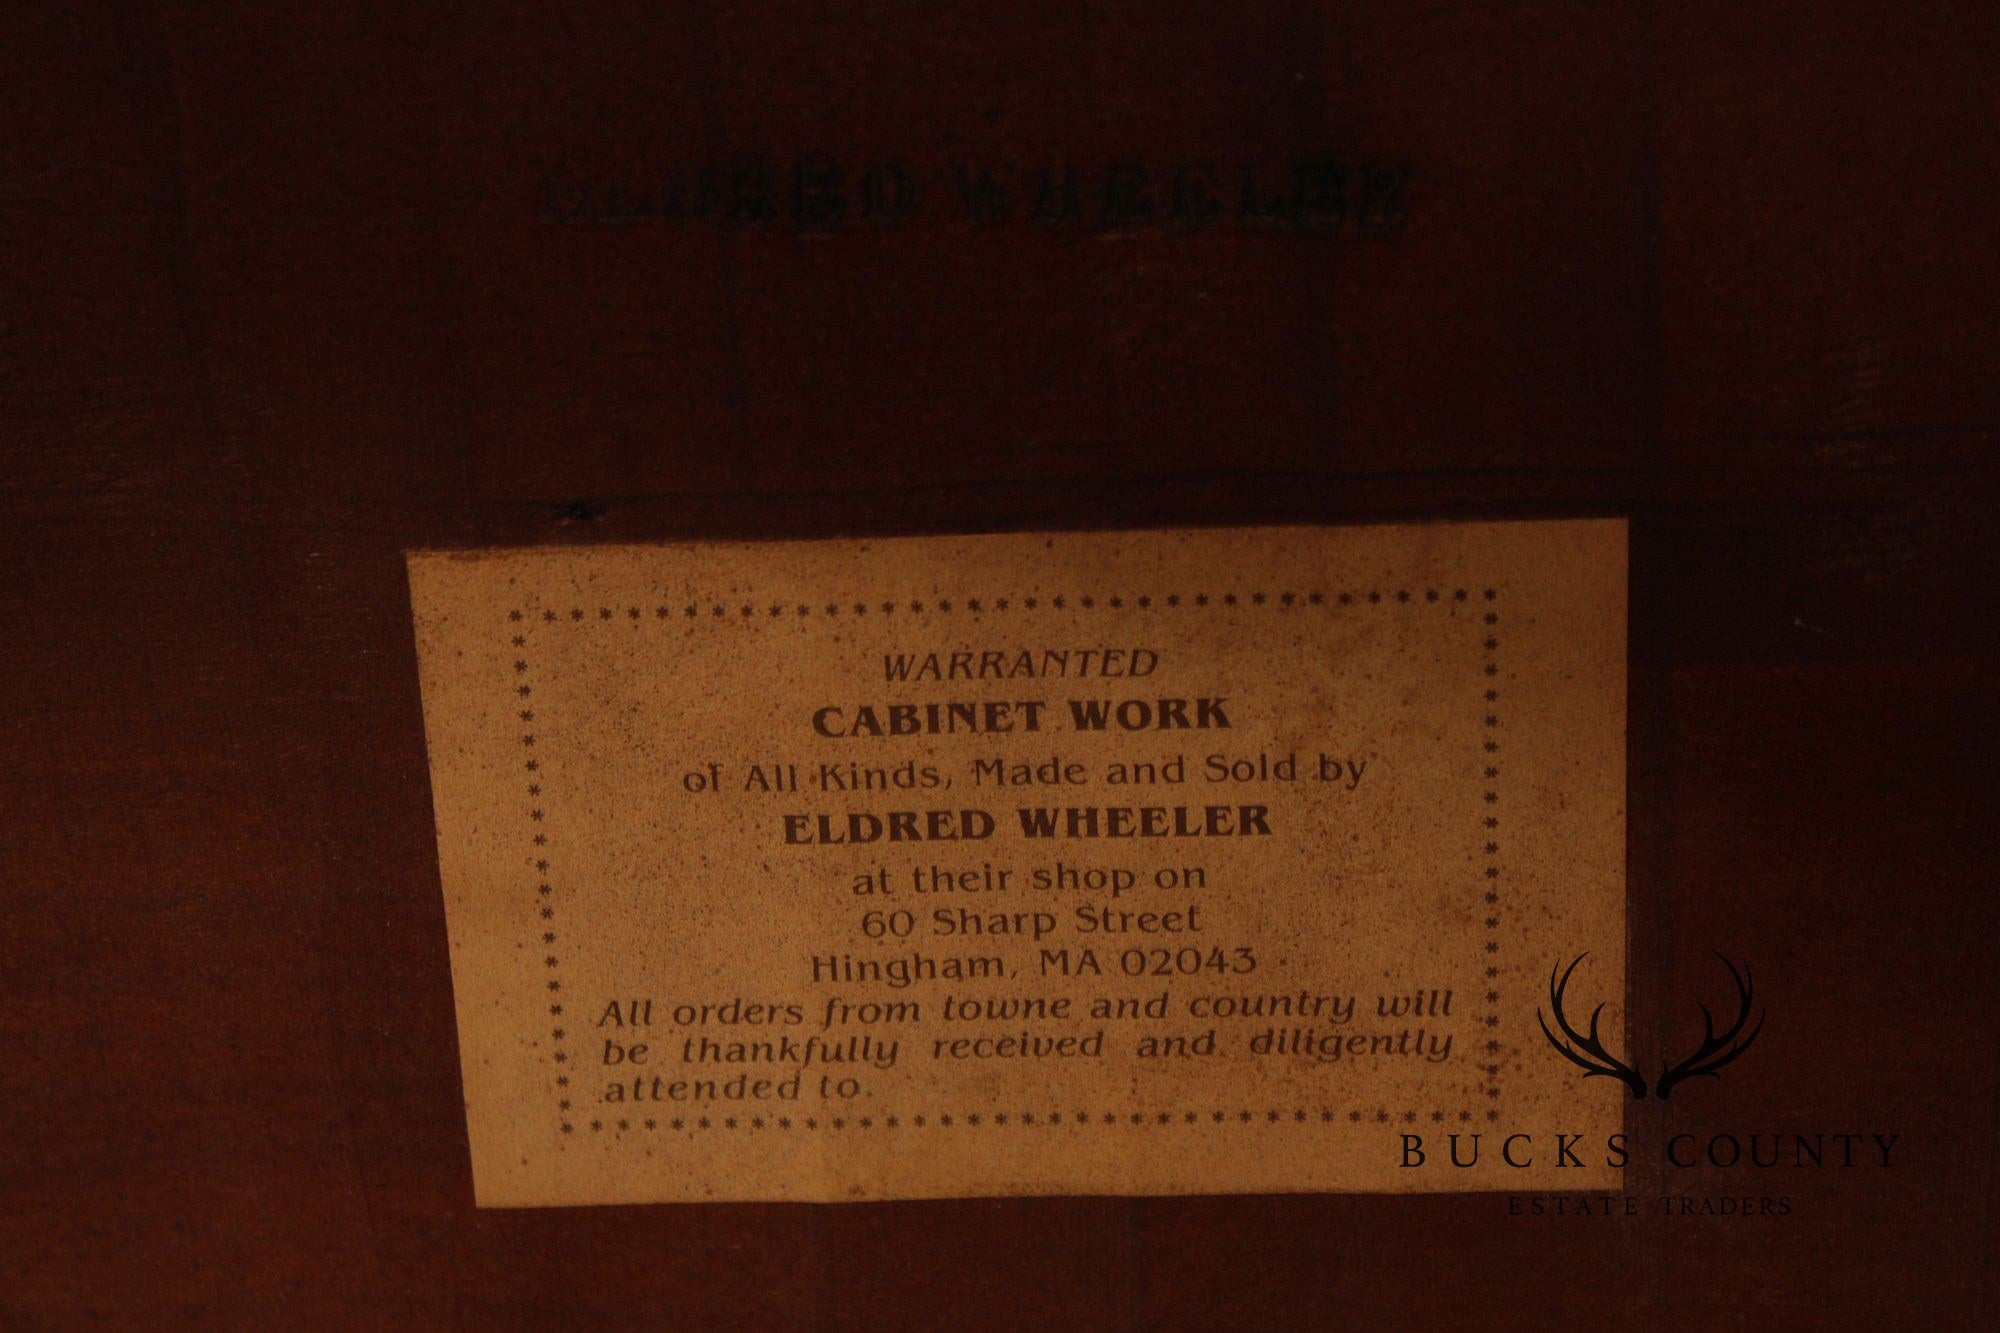 ELDRED WHEELER
WARRANTED
CABINET WORK
of All Kinds, Made and Sold by
ELDRED WHEELER
at their shop on
60 Sharp Street
Hingham, MA 02043
All orders from towne and country will
be thankfully received and diligently
attended to.
BUCKS COUNTY
ESTATE TRADERS